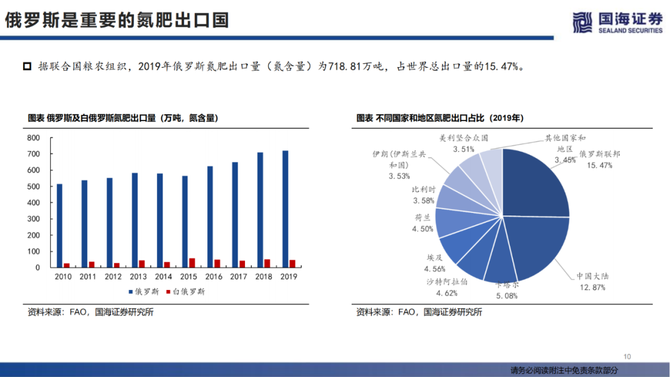 俄罗斯是重要的氮肥出口国
国海证券
SEALAND SECURITIES
据联合国粮农组织，2019年俄罗斯氮肥出口量（氮含量）为718.81万吨，占世界总出口量的15.47%。
图表 俄罗斯及白俄罗斯氮肥出口量（万吨，氮含量）
800
700
600
500
400
300
200
100
0
2010 2011 2012 2013 2014 2015 2016 2017 2018 2019
俄罗斯 白俄罗斯
资料来源：FAO，国海证券研究所
图表 不同国家和地区氮肥出口占比（2019年）
美利坚合众国
3.51%
其他国家和
地区
3.45%
俄罗斯联邦
15.47%
伊朗(伊斯兰共
和国)
3.53%
比利时
3.58%
荷兰
4.50%
埃及
4.56%
沙特阿拉伯
4.62%
卡塔尔
5.08%
中国大陆
12.87%
资料来源：FAO，国海证券研究所
10
请务必阅读附注中免责条款部分